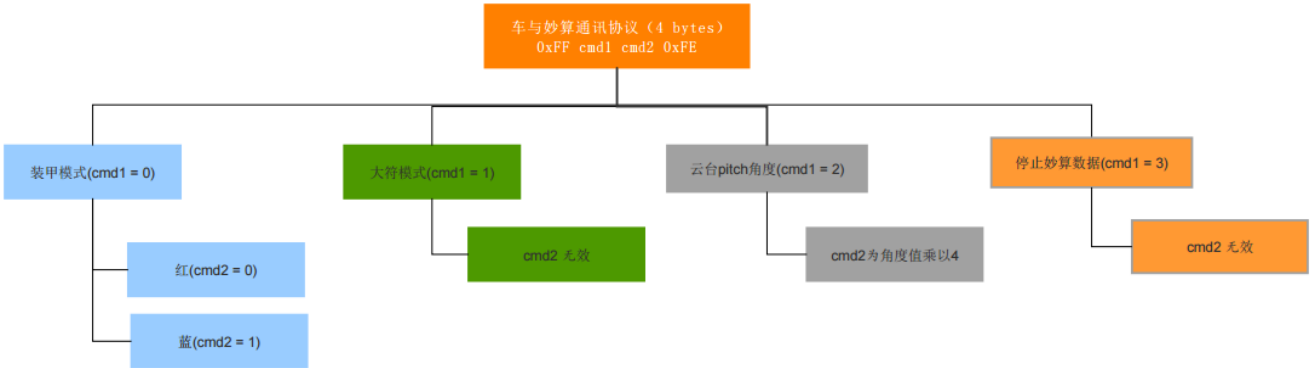 车与妙算通讯协议（4 bytes）
0xFF cmd1 cmd2 0xFE
装甲模式(cmd1 = 0)
大符模式(cmd1 = 1)
云台pitch角度(cmd1 = 2)
停止妙算数据(cmd1 = 3)
红(cmd2 = 0)
cmd2 无效
cmd2为角度值乘以4
cmd2 无效
蓝(cmd2 = 1)